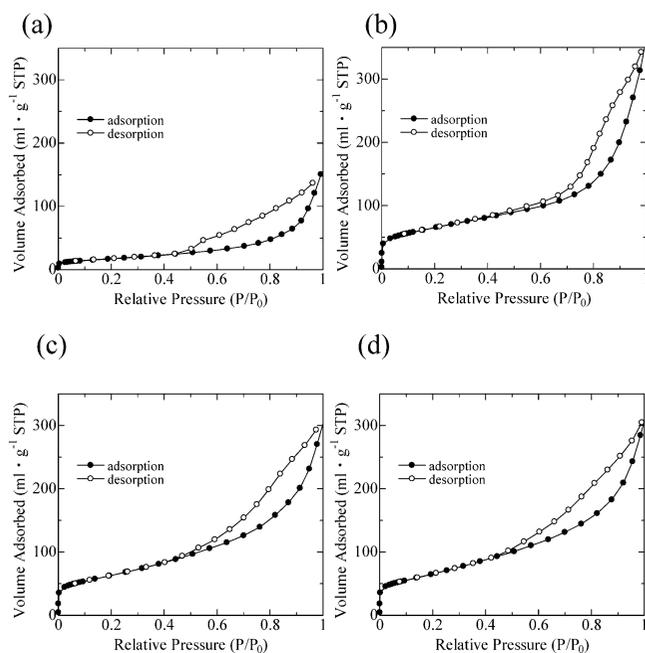 (a)
Volume Adsorbed (ml・g⁻¹ STP)
300
200
100
0
adsorption
desorption
0 0.2 0.4 0.6 0.8 1
Relative Pressure (P/P₀)
(b)
Volume Adsorbed (ml・g⁻¹ STP)
300
200
100
0
adsorption
desorption
0 0.2 0.4 0.6 0.8 1
Relative Pressure (P/P₀)
(c)
Volume Adsorbed (ml・g⁻¹ STP)
300
200
100
0
adsorption
desorption
0 0.2 0.4 0.6 0.8 1
Relative Pressure (P/P₀)
(d)
Volume Adsorbed (ml・g⁻¹ STP)
300
200
100
0
adsorption
desorption
0 0.2 0.4 0.6 0.8 1
Relative Pressure (P/P₀)